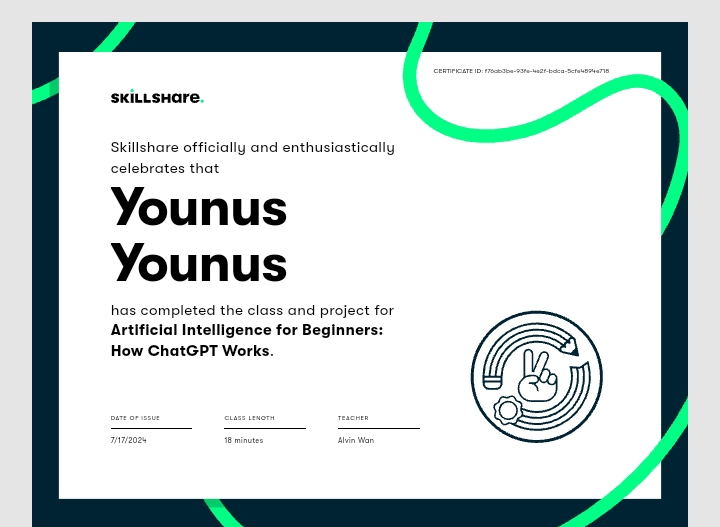 CERTIFICATE ID: f76ab3be-93fe-4e2f-bdca-5cfe4894e718
SKILLSHare.
Skillshare officially and enthusiastically
celebrates that
Younus
Younus
has completed the class and project for
Artificial Intelligence for Beginners:
How ChatGPT Works.
DATE OF ISSUE CLASS LENGTH TEACHER
7/17/2024 18 minutes Alvin Wan